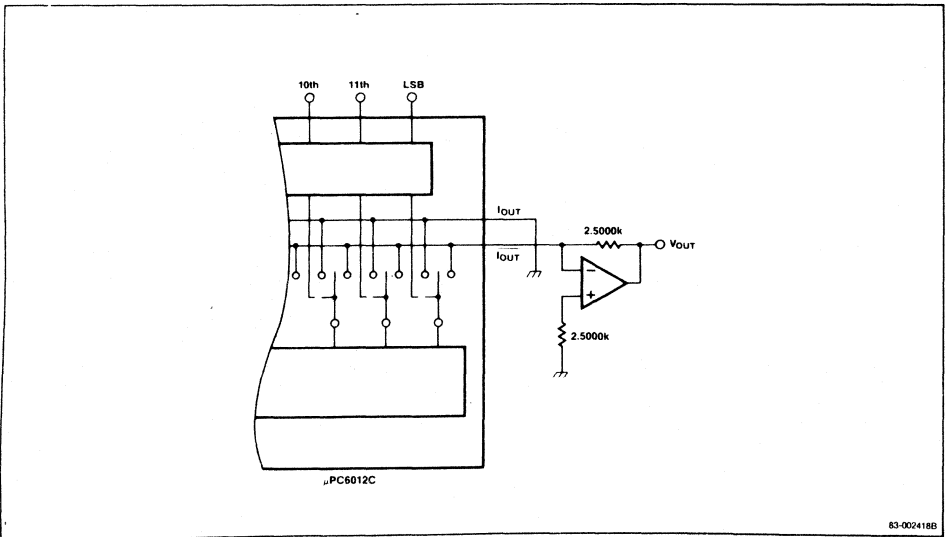 10th 11th LSB
IOUT
2.5000k
VOUT
IOUT
−
+
2.5000k
μPC6012C
83-002418B